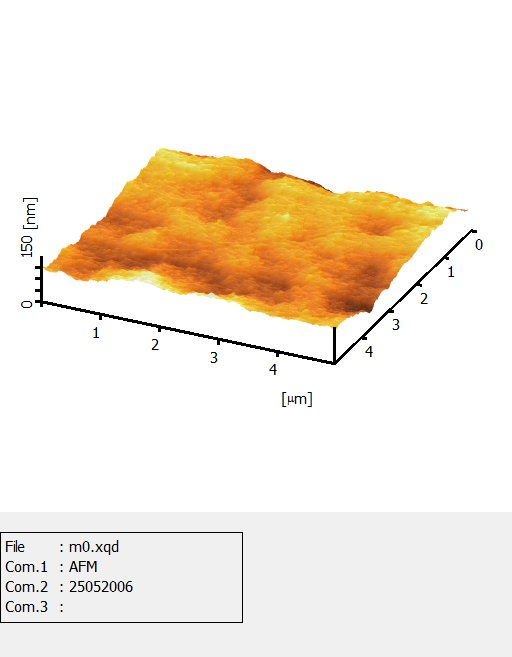 150 [nm]
0
0
1
2
3
4
1
2
3
4
[μm]
File : m0.xqd
Com.1 : AFM
Com.2 : 25052006
Com.3 :